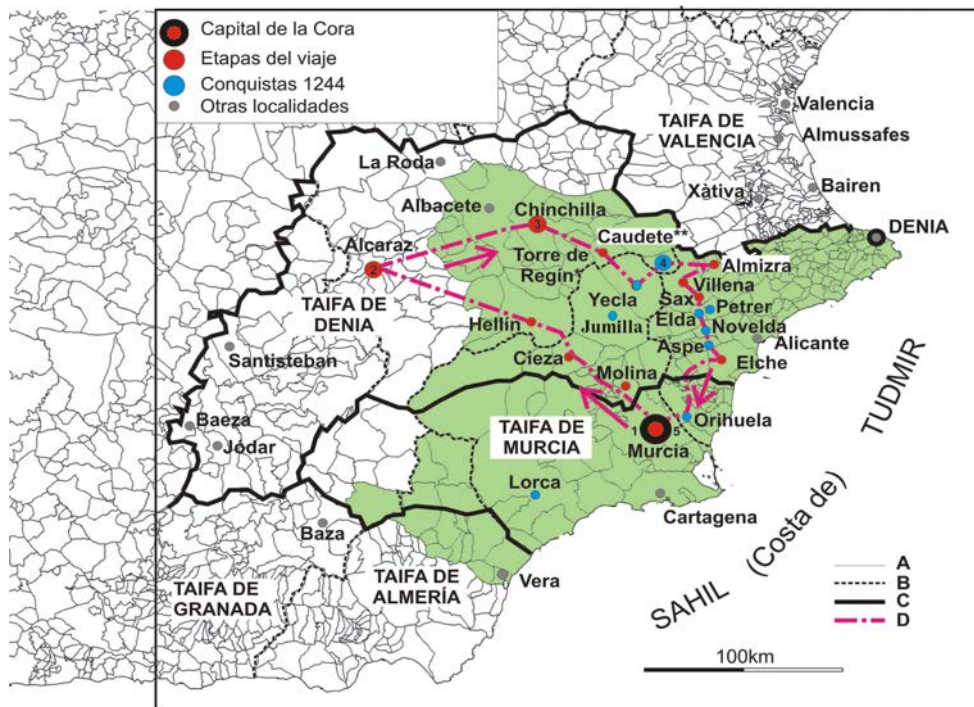 Capital de la Cora
Etapas del viaje
Conquistas 1244
Otras localidades
TAIFA DE
VALENCIA
Valencia
Almussafes
La Roda
Xàtiva
Bairen
Albacete
Chinchilla
3
DENIA
Caudete**
Alcaraz
2
Torre de
Regín*
4
Almizra
Villena
TAIFA DE
DENIA
Yecla
Sax
Petrer
Elda
Novelda
Hellín
Jumilla
Alicante
Santisteban
Aspe
Cieza
Elche
Molina
Baeza
Jódar
TAIFA DE
MURCIA
1
5
Orihuela
Murcia
Lorca
Cartagena
Baza
TAIFA DE
GRANADA
TAIFA DE
ALMERÍA
Vera
SAHIL (Costa de) TUDMIR
A
B
C
D
100km